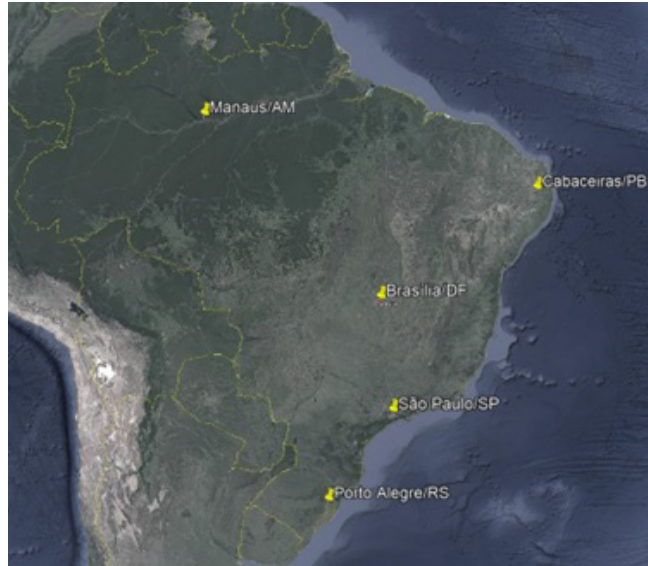 Manaus/AM
Cabaceiras/PB
Brasília/DF
São Paulo/SP
Porto Alegre/RS